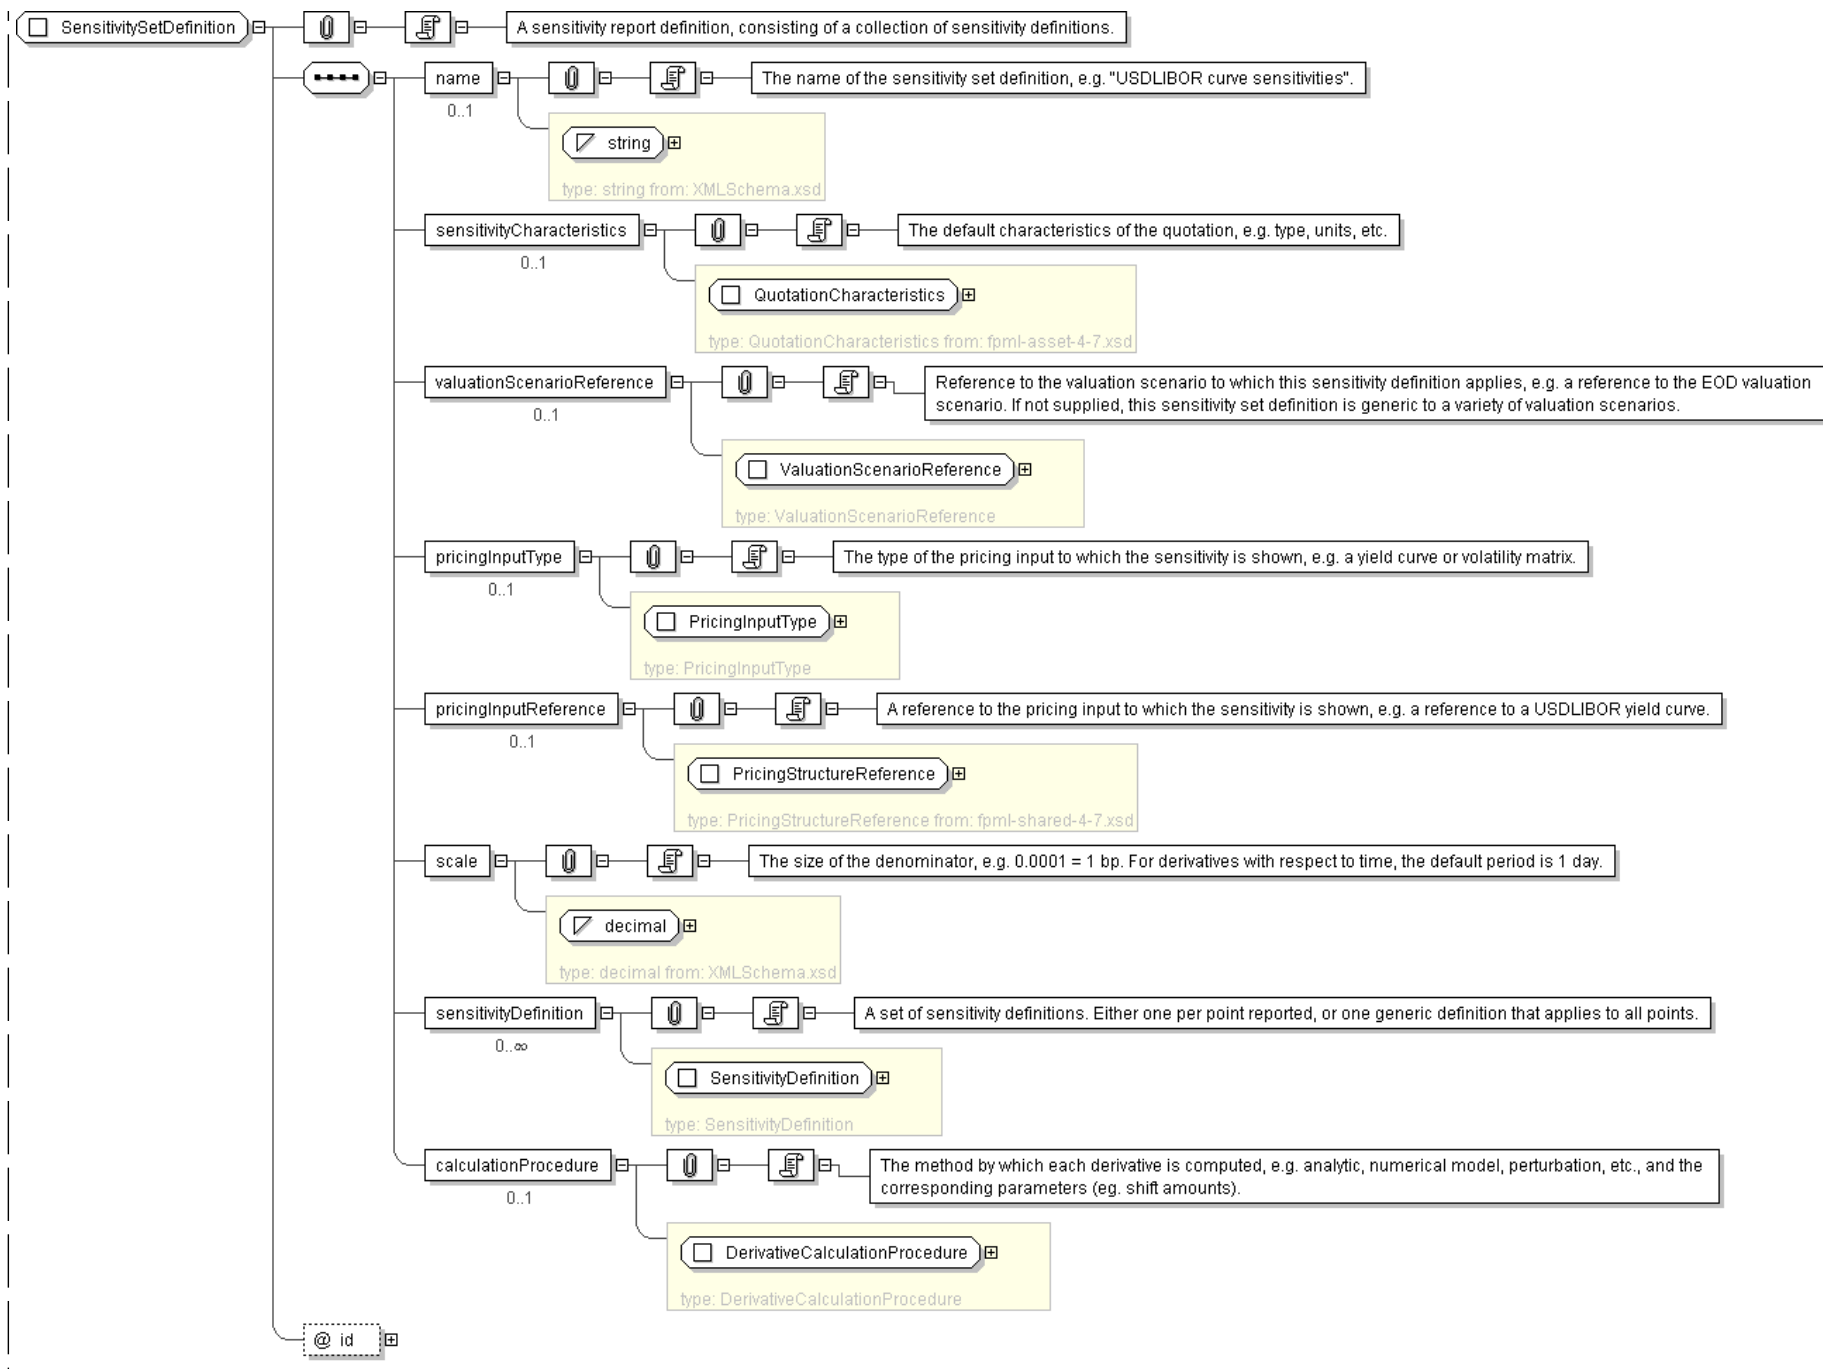 SensitivitySetDefinition
A sensitivity report definition, consisting of a collection of sensitivity definitions.
name
The name of the sensitivity set definition, e.g. "USDLIBOR curve sensitivities".
0..1
string
type: string from: XMLSchema.xsd
sensitivityCharacteristics
The default characteristics of the quotation, e.g. type, units, etc.
0..1
QuotationCharacteristics
type: QuotationCharacteristics from: fpml-asset-4-7.xsd
valuationScenarioReference
Reference to the valuation scenario to which this sensitivity definition applies, e.g. a reference to the EOD valuation
scenario. If not supplied, this sensitivity set definition is generic to a variety of valuation scenarios.
0..1
ValuationScenarioReference
type: ValuationScenarioReference
pricingInputType
The type of the pricing input to which the sensitivity is shown, e.g. a yield curve or volatility matrix.
0..1
PricingInputType
type: PricingInputType
pricingInputReference
A reference to the pricing input to which the sensitivity is shown, e.g. a reference to a USDLIBOR yield curve.
0..1
PricingStructureReference
type: PricingStructureReference from: fpml-shared-4-7.xsd
scale
The size of the denominator, e.g. 0.0001 = 1 bp. For derivatives with respect to time, the default period is 1 day.
decimal
type: decimal from: XMLSchema.xsd
sensitivityDefinition
A set of sensitivity definitions. Either one per point reported, or one generic definition that applies to all points.
0..∞
SensitivityDefinition
type: SensitivityDefinition
calculationProcedure
The method by which each derivative is computed, e.g. analytic, numerical model, perturbation, etc., and the
corresponding parameters (eg. shift amounts).
0..1
DerivativeCalculationProcedure
type: DerivativeCalculationProcedure
@ id